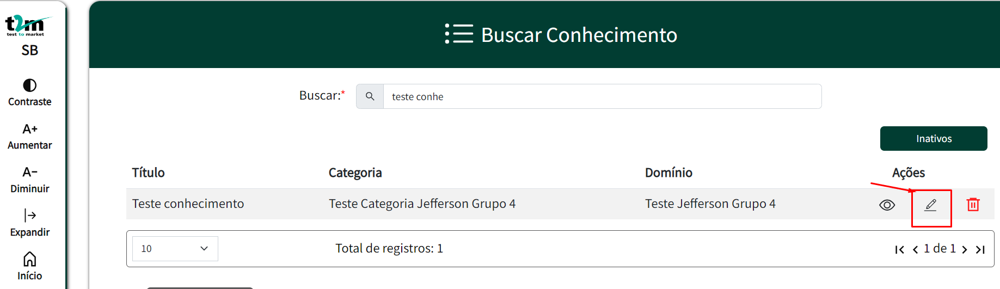 t2m
test to market
SB
Contraste
A+
Aumentar
A-
Diminuir
Expandir
Início
Buscar Conhecimento
Buscar:*
teste conhe
Inativos
Título Categoria Domínio Ações
Teste conhecimento Teste Categoria Jefferson Grupo 4 Teste Jefferson Grupo 4
10 Total de registros: 1 1 de 1